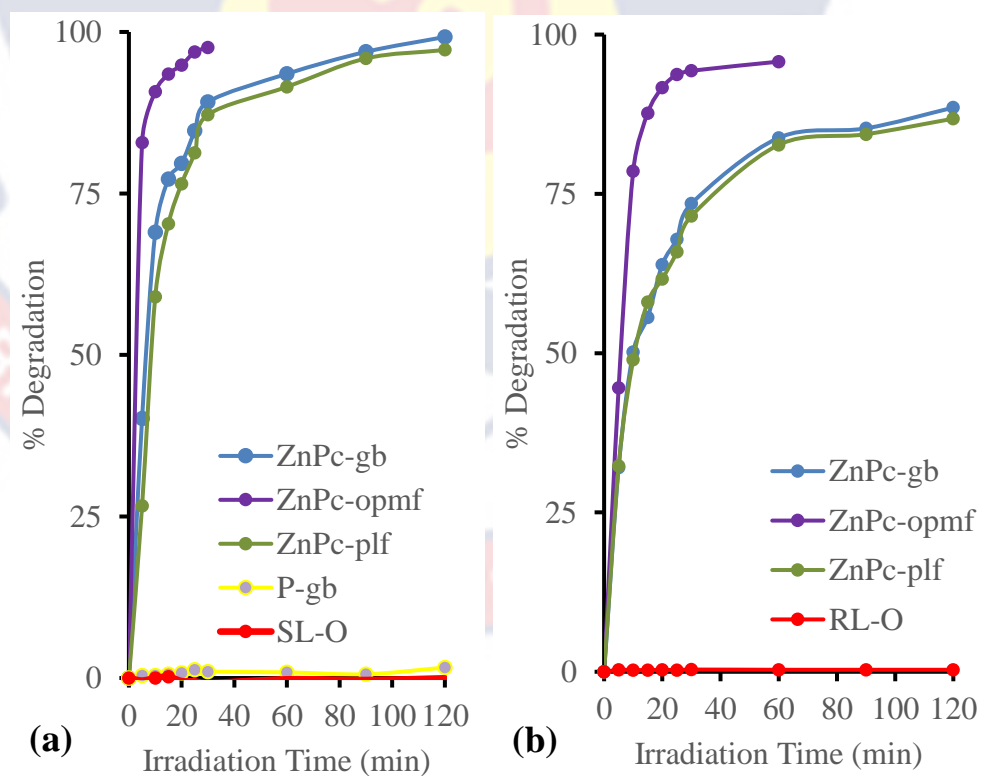 100
75
50
25
0
% Degradation
ZnPc-gb
ZnPc-opmf
ZnPc-plf
P-gb
SL-O
0 20 40 60 80 100 120
Irradiation Time (min)
(a)
100
75
50
25
0
% Degradation
ZnPc-gb
ZnPc-opmf
ZnPc-plf
RL-O
0 20 40 60 80 100 120
Irradiation Time (min)
(b)